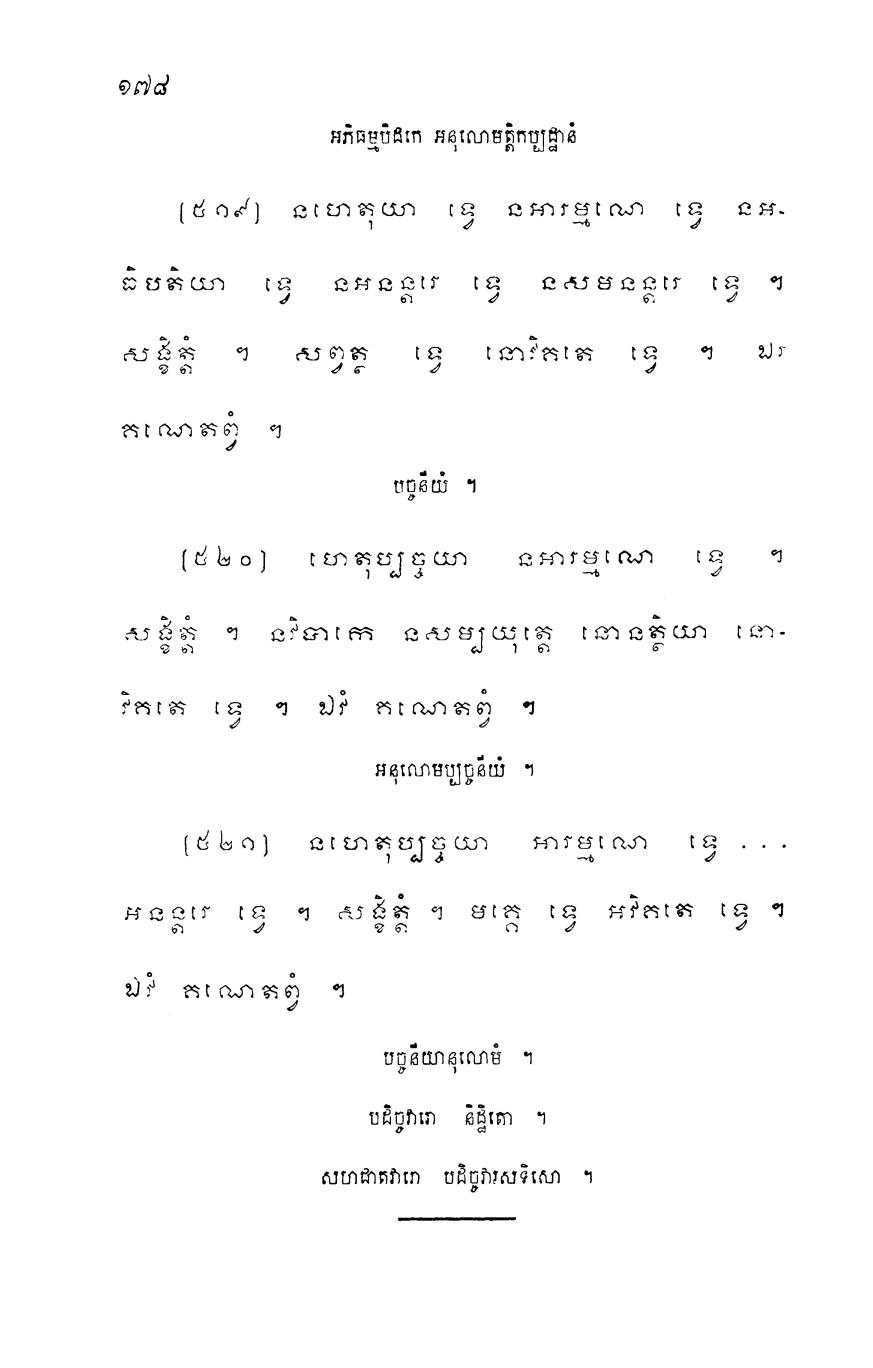 ១៧៨
អភិធម្មបិដកេ អនុលោមត្តិកប្បដ្ឋានំ
[៥១៩] នហេតុយា ទ្វេ នអារម្មណេ ទ្វេ នអ-
ធិបតិយា ទ្វេ នអនន្តរេ ទ្វេ នសមនន្តរេ ទ្វេ ។
សង្ខិត្តំ ។ សព្វត្ថ ទ្វេ នោវិគតេ ទ្វេ ។ ឯវ
គណេតព្វំ ។
បច្ចនីយំ ។
[៥២០] ហេតុប្បច្ចយា នអារម្មណេ ទ្វេ ។
សង្ខិត្តំ ។ នវិបាកេ នសម្បយុត្តេ នោនត្ថិយា នោ-
វិគតេ ទ្វេ ។ ឯវំ គណេតព្វំ ។
អនុលោមប្បច្ចនីយំ ។
[៥២១] នហេតុប្បច្ចយា អារម្មណេ ទ្វេ ...
អនន្តរេ ទ្វេ ។ សង្ខិត្តំ ។ មគ្គេ ទ្វេ អវិគតេ ទ្វេ ។
ឯវំ គណេតព្វំ ។
បច្ចនីយានុលោមំ ។
បដិច្ចវារោ និដ្ឋិតោ ។
សហជាតវារោ បដិច្ចវារសទិសោ ។